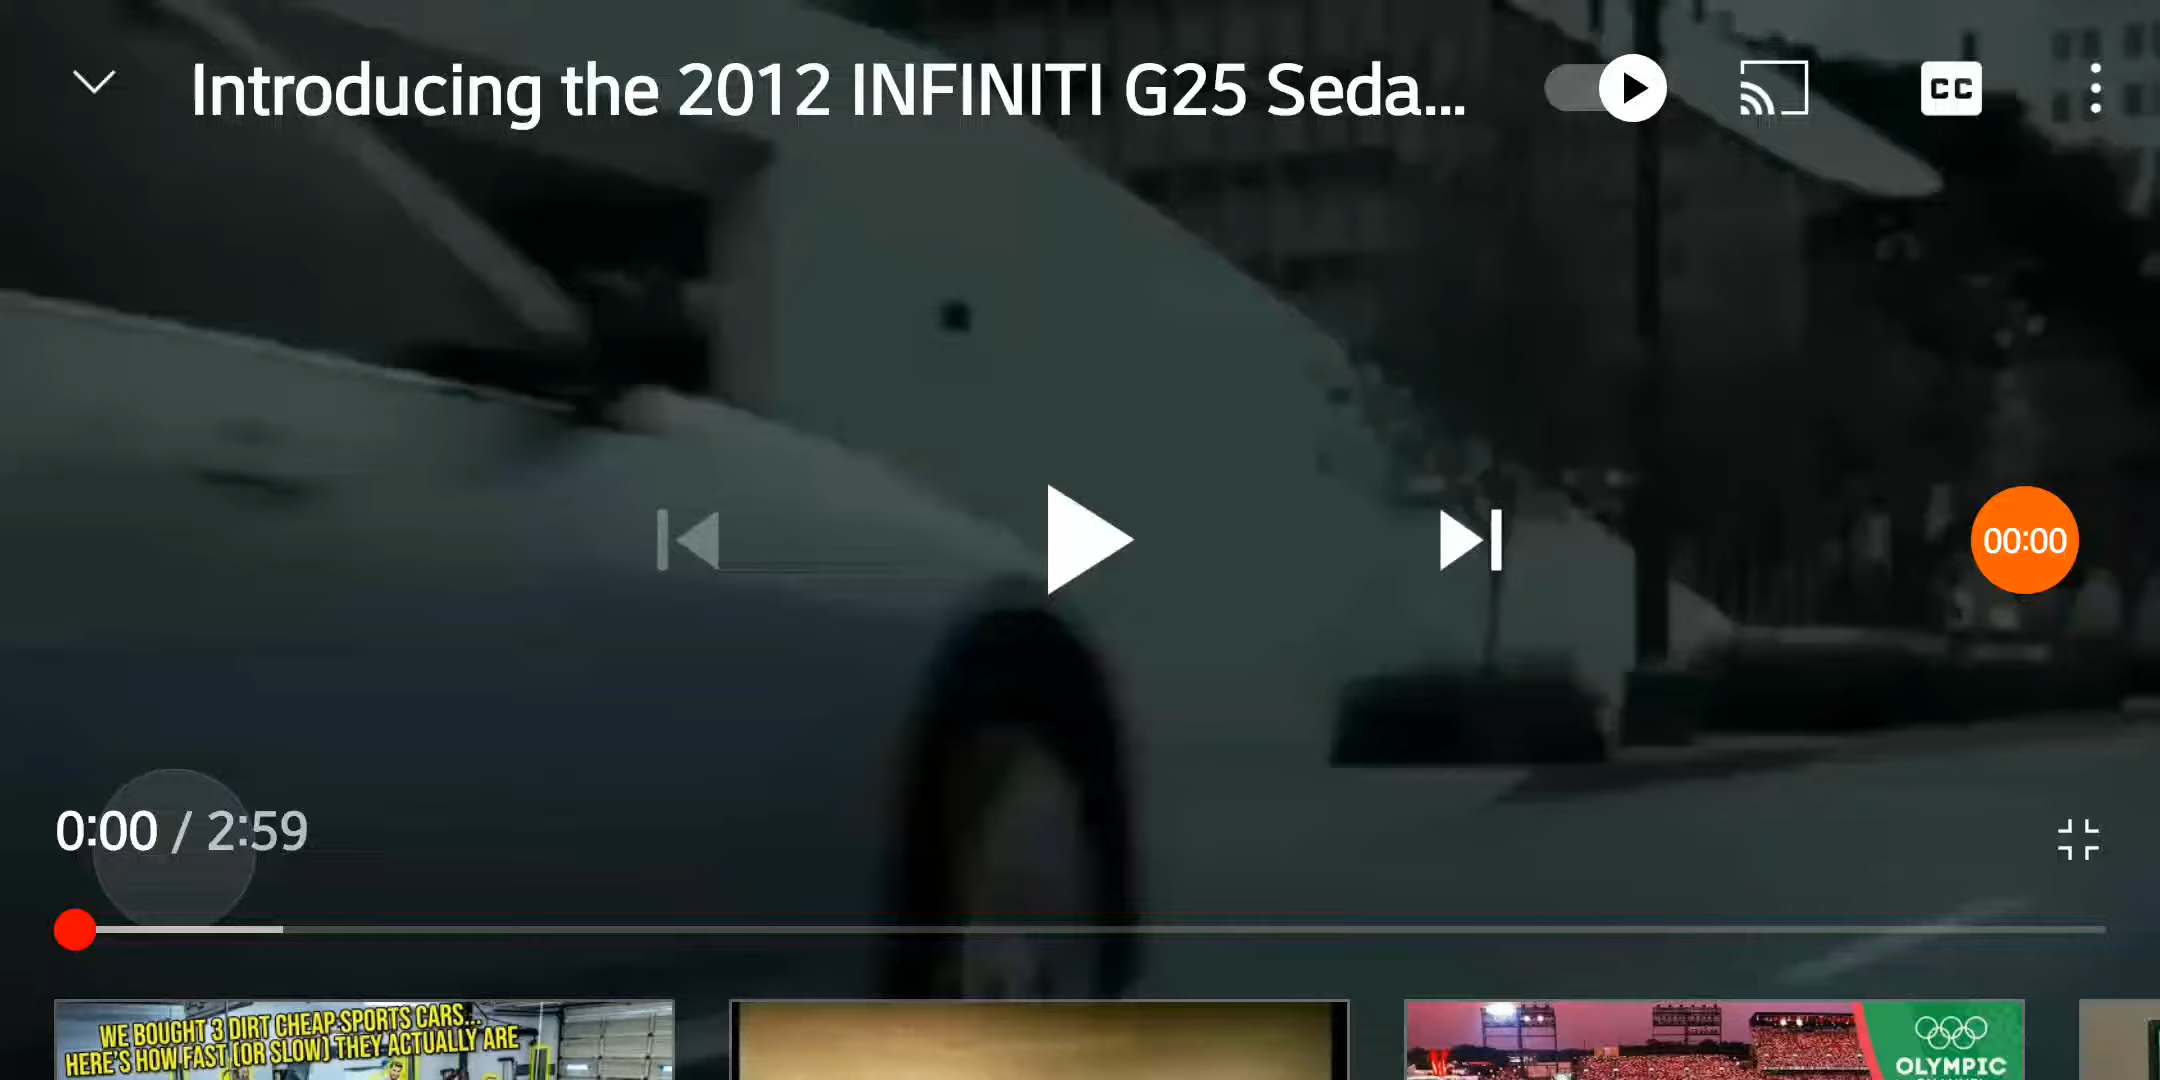 Introducing the 2012 INFINITI G25 Seda...
CC
00:00
0:00 / 2:59
WE BOUGHT 3 DIRT CHEAP SPORTS CARS...
HERE'S HOW FAST (OR SLOW) THEY ACTUALLY ARE
OLYMPIC